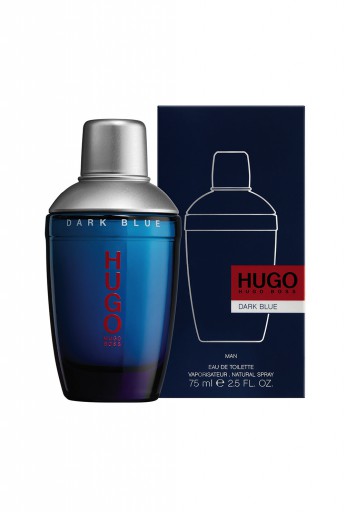 DARK BLUE
HUGO
HUGO
BOSS
HUGO
HUGO BOSS
DARK BLUE
MAN
EAU DE TOILETTE
VAPORISATEUR . NATURAL SPRAY
75 ml ℮ 2.5 FL. OZ.